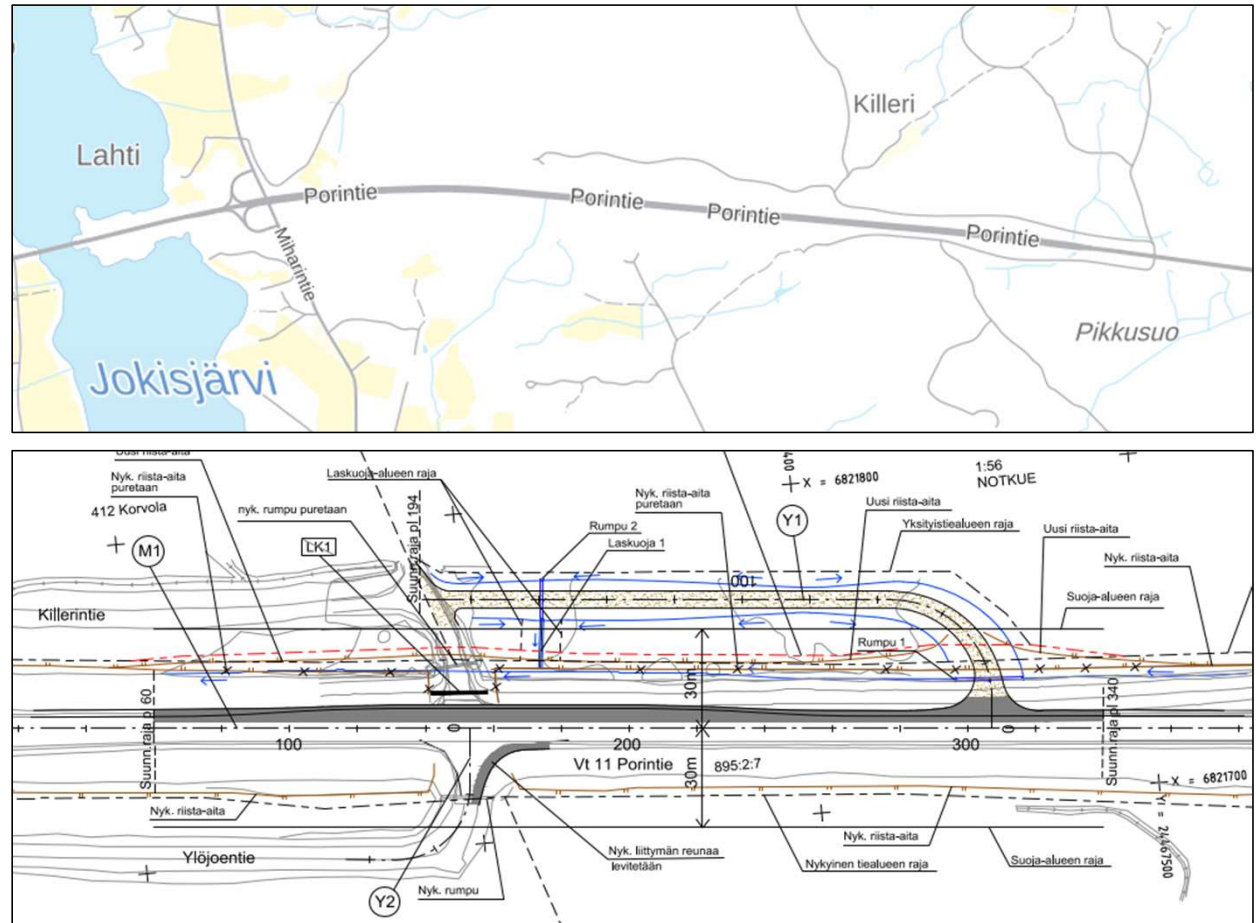 Killeri
Lahti
Porintie
Porintie
Porintie
Porintie
Miharintie
Pikkusuo
Jokisjärvi
Uusi riista-aita
Nyk. riista-aita
puretaan
412 Korvola
M1
nyk. rumpu puretaan
LK1
Suunn.raja pl 194
Laskuoja-alueen raja
Rumpu 2
Laskuoja 1
Nyk. riista-aita
puretaan
400
X = 6821800
Y1
1:56
NOTKUE
Uusi riista-aita
Yksityistiealueen raja
Uusi riista-aita
Nyk. riista-aita
Suoja-alueen raja
Killerintie
100
Rumpu 1
30m
Suunn.raja pl 60
0
0
100
200
300
Vt 11 Porintie
895:2:7
30m
Suunn.raja pl 340
X = 6821700
Y = 24467500
Nyk. riista-aita
Ylöjoentie
Y2
Nyk. rumpu
Nyk. liittymän reunaa
levitetään
Nyk. riista-aita
Nykyinen tiealueen raja
Suoja-alueen raja